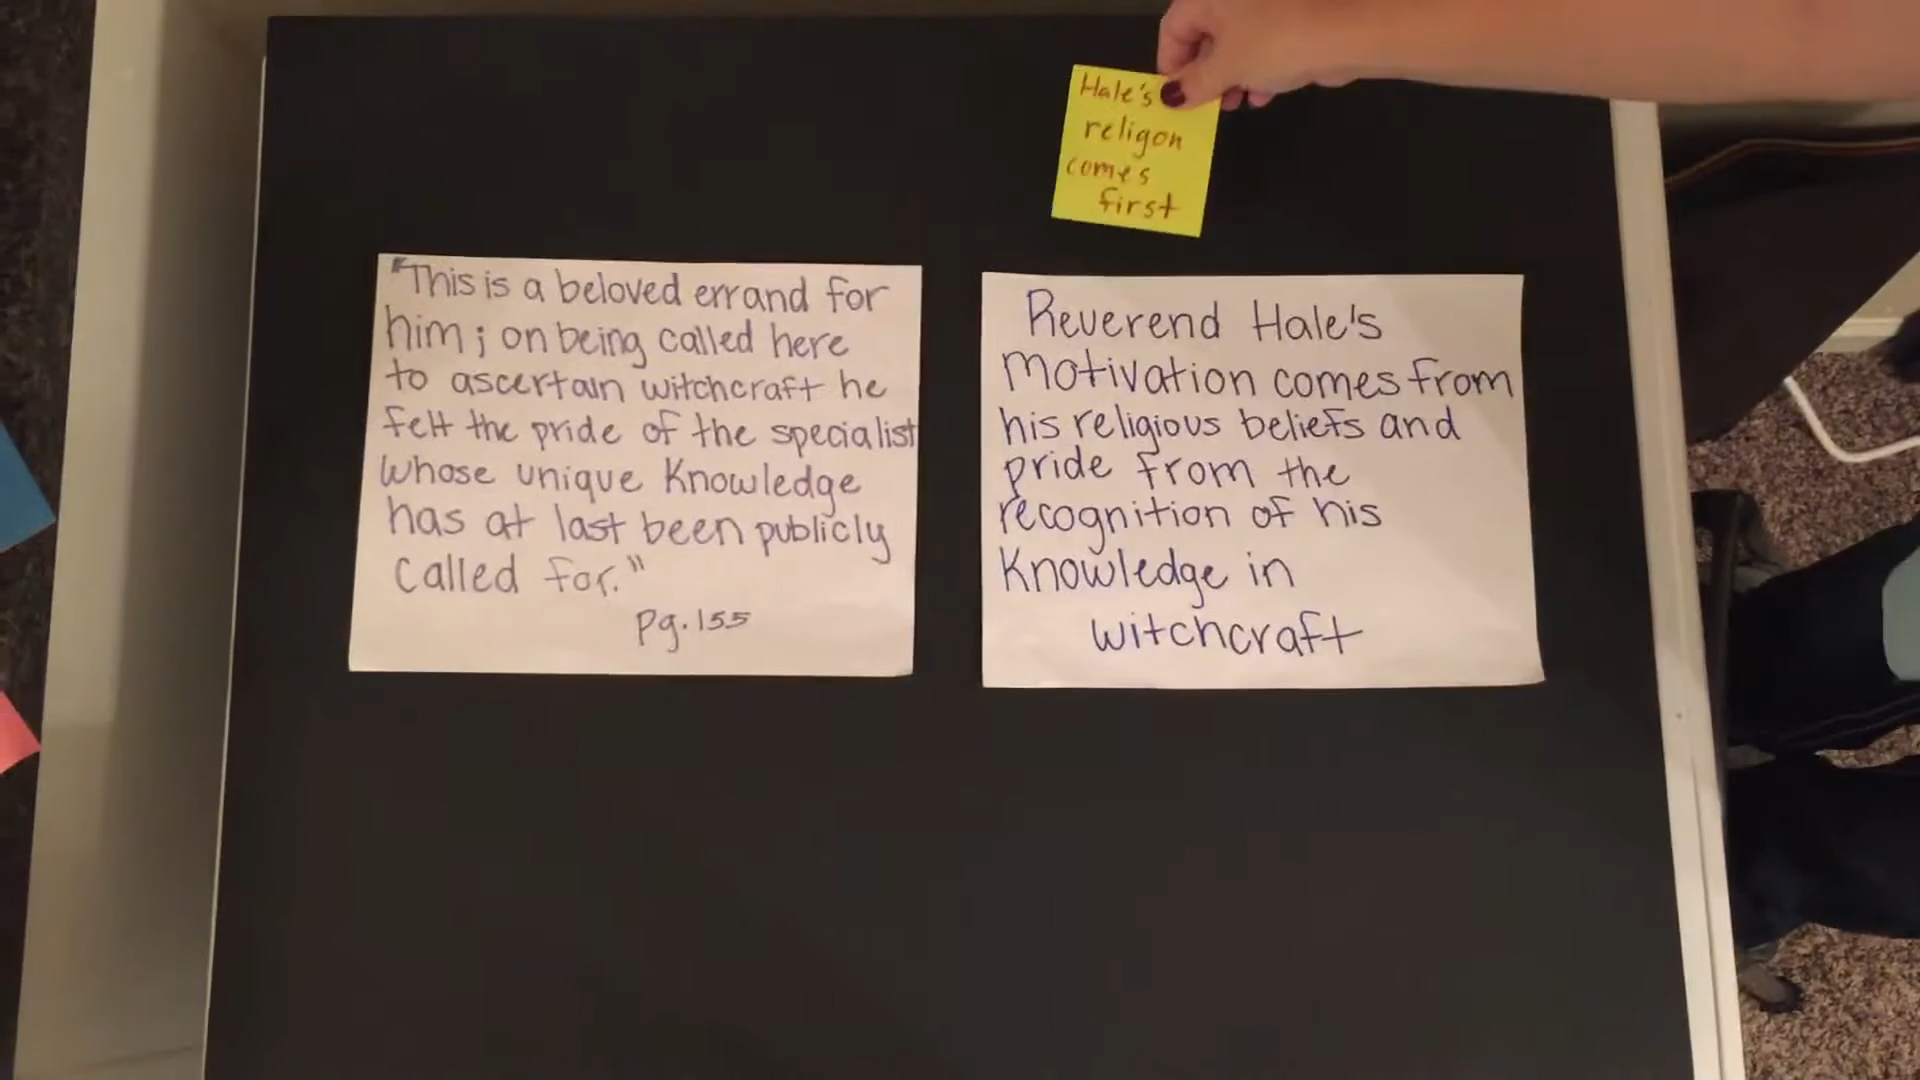 Hale's
religon
comes
first
"This is a beloved errand for
him; on being called here
to ascertain witchcraft he
felt the pride of the specialist
whose unique knowledge
has at last been publicly
called for."
pg.155
Reverend Hale's
motivation comes from
his religious beliefs and
pride from the
recognition of his
knowledge in
witchcraft